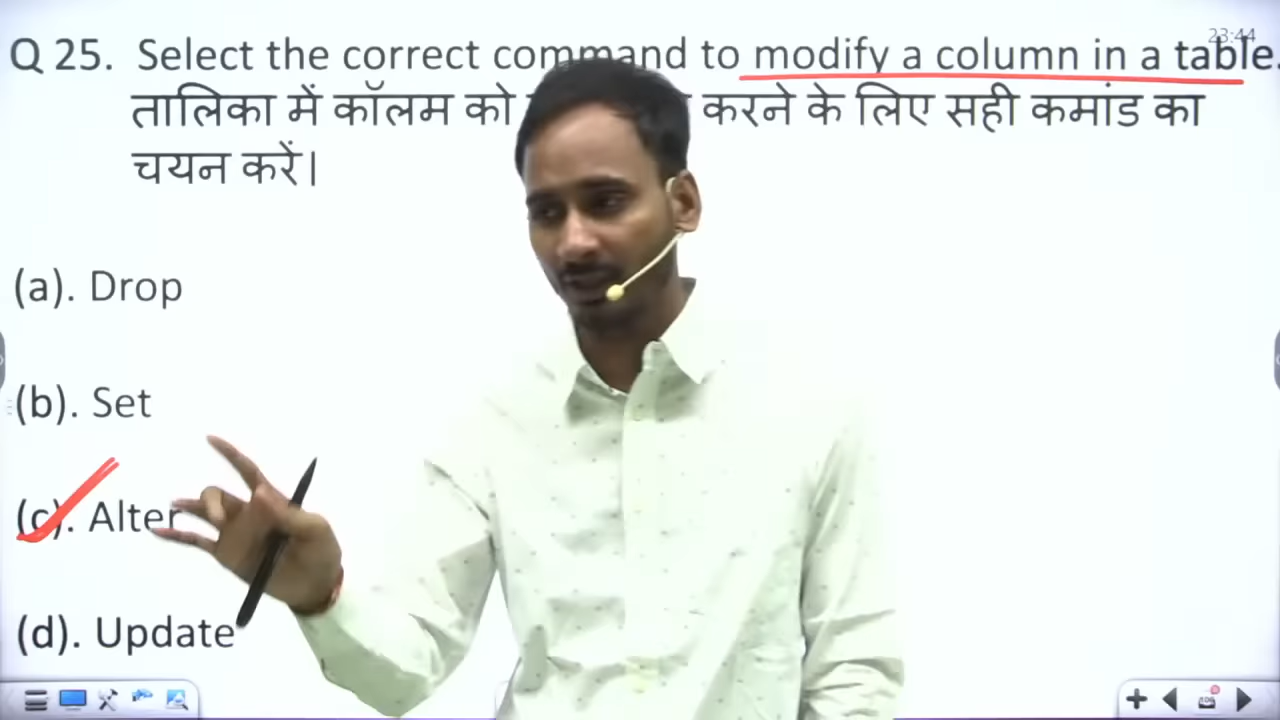 23:44
Q 25. Select the correct command to modify a column in a table.
तालिका में कॉलम को करने के लिए सही कमांड का
चयन करें।
(a). Drop
(b). Set
(c). Alter
(d). Update